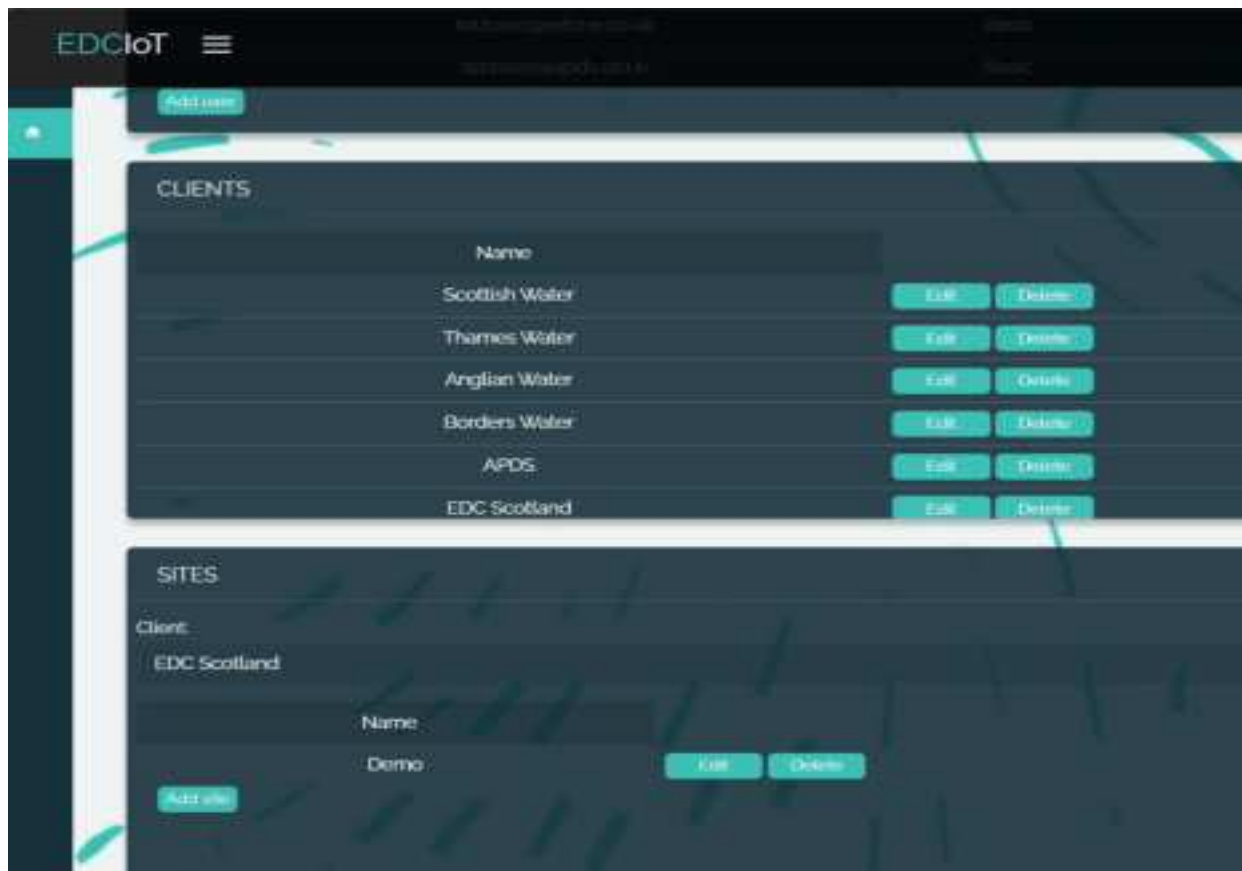 EDCIoT
Add user
CLIENTS
Name
Scottish Water Edit Delete
Thames Water Edit Delete
Anglian Water Edit Delete
Borders Water Edit Delete
APDS Edit Delete
EDC Scotland Edit Delete
SITES
Client:
EDC Scotland
Name
Demo Edit Delete
Add site